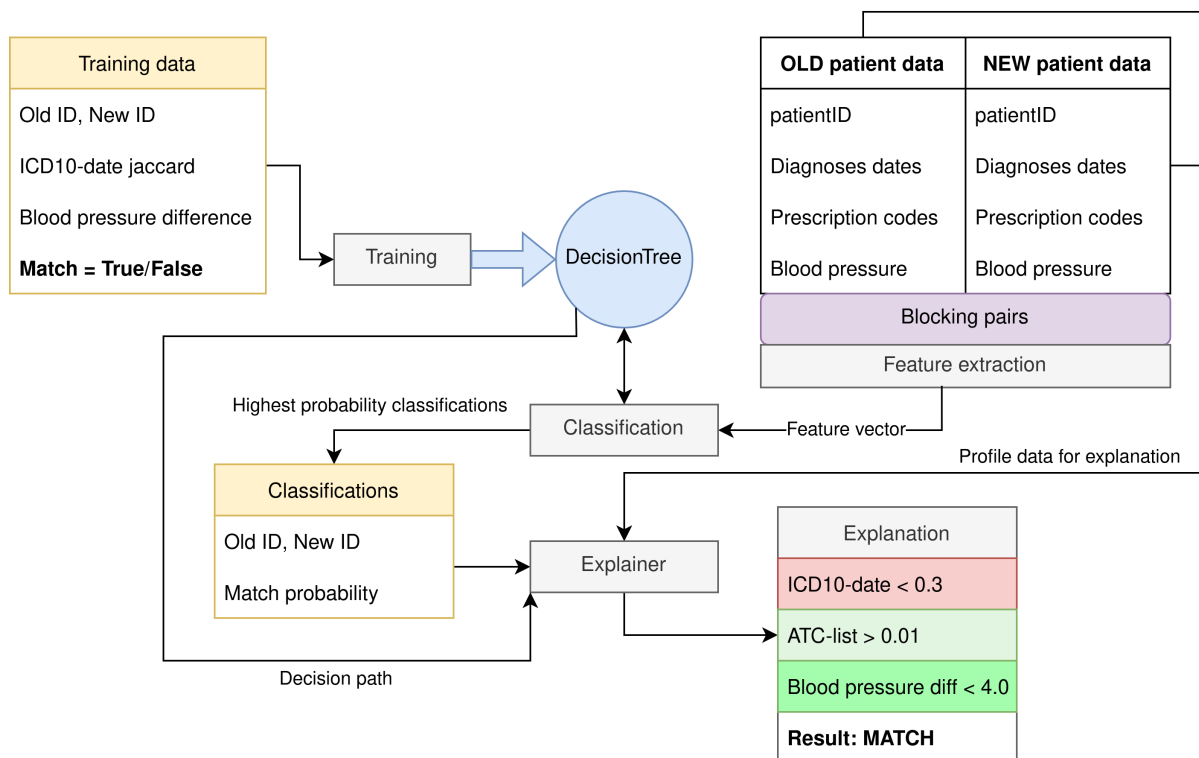 Training data
Old ID, New ID
ICD10-date jaccard
Blood pressure difference
Match = True/False
Training
DecisionTree
OLD patient data
NEW patient data
patientID
patientID
Diagnoses dates
Diagnoses dates
Prescription codes
Prescription codes
Blood pressure
Blood pressure
Blocking pairs
Feature extraction
Highest probability classifications
Classification
Feature vector
Profile data for explanation
Classifications
Old ID, New ID
Match probability
Explainer
Decision path
Explanation
ICD10-date < 0.3
ATC-list > 0.01
Blood pressure diff < 4.0
Result: MATCH